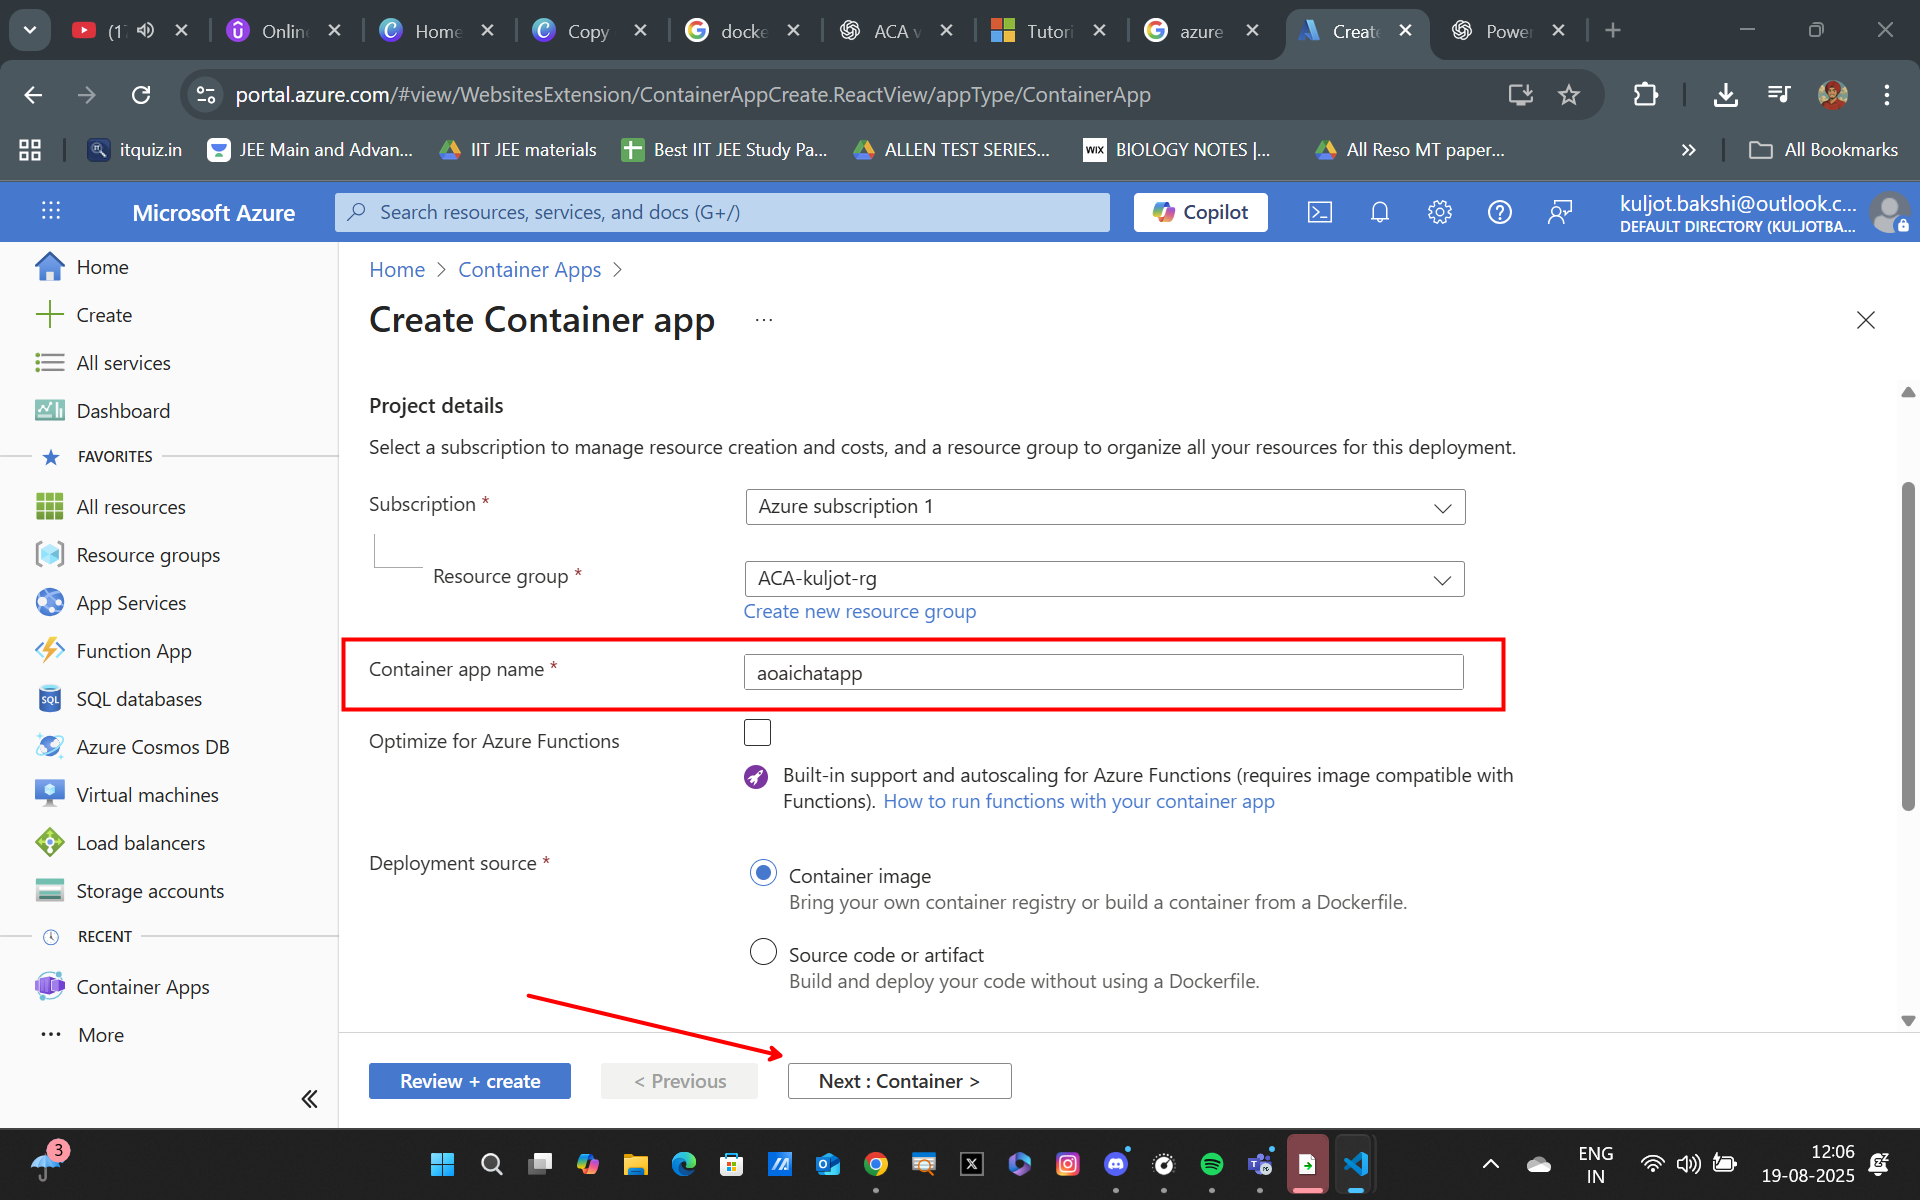 (1
Onlin
Home
Copy
docke
ACA v
Tutori
azure
Creat
Power
portal.azure.com/#view/WebsitesExtension/ContainerAppCreate.ReactView/appType/ContainerApp
itquiz.in
JEE Main and Advan...
IIT JEE materials
Best IIT JEE Study Pa...
ALLEN TEST SERIES...
WIX
BIOLOGY NOTES |...
All Reso MT paper...
All Bookmarks
Microsoft Azure
Search resources, services, and docs (G+/)
Copilot
kuljot.bakshi@outlook.c...
DEFAULT DIRECTORY (KULJOTBA...
Home
Create
All services
Dashboard
FAVORITES
All resources
Resource groups
App Services
Function App
SQL
SQL databases
Azure Cosmos DB
Virtual machines
Load balancers
Storage accounts
RECENT
Container Apps
More
Home > Container Apps >
Create Container app
Project details
Select a subscription to manage resource creation and costs, and a resource group to organize all your resources for this deployment.
Subscription *
Azure subscription 1
Resource group *
ACA-kuljot-rg
Create new resource group
Container app name *
aoaichatapp
Optimize for Azure Functions
Built-in support and autoscaling for Azure Functions (requires image compatible with
Functions). How to run functions with your container app
Deployment source *
Container image
Bring your own container registry or build a container from a Dockerfile.
Source code or artifact
Build and deploy your code without using a Dockerfile.
Review + create
< Previous
Next : Container >
3
ENG
IN
12:06
19-08-2025